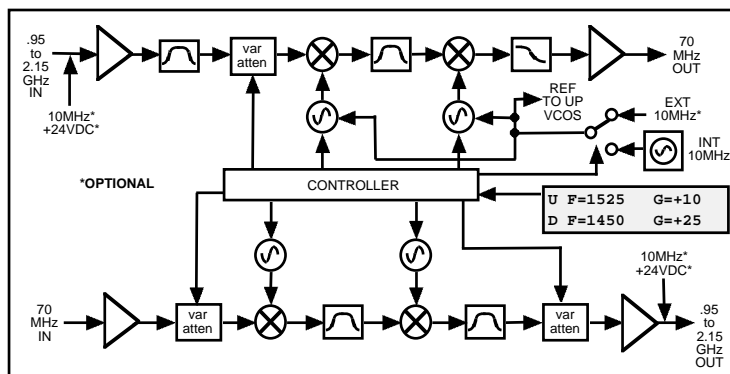 .95
to
2.15
GHz
IN
10MHz*
+24VDC*
var
atten
70
MHz
OUT
REF
TO UP
VCOS
EXT
10MHz*
INT
10MHz
*OPTIONAL
CONTROLLER
U F=1525 G=+10
D F=1450 G=+25
70
MHz
IN
var
atten
var
atten
10MHz*
+24VDC*
.95
to
2.15
GHz
OUT